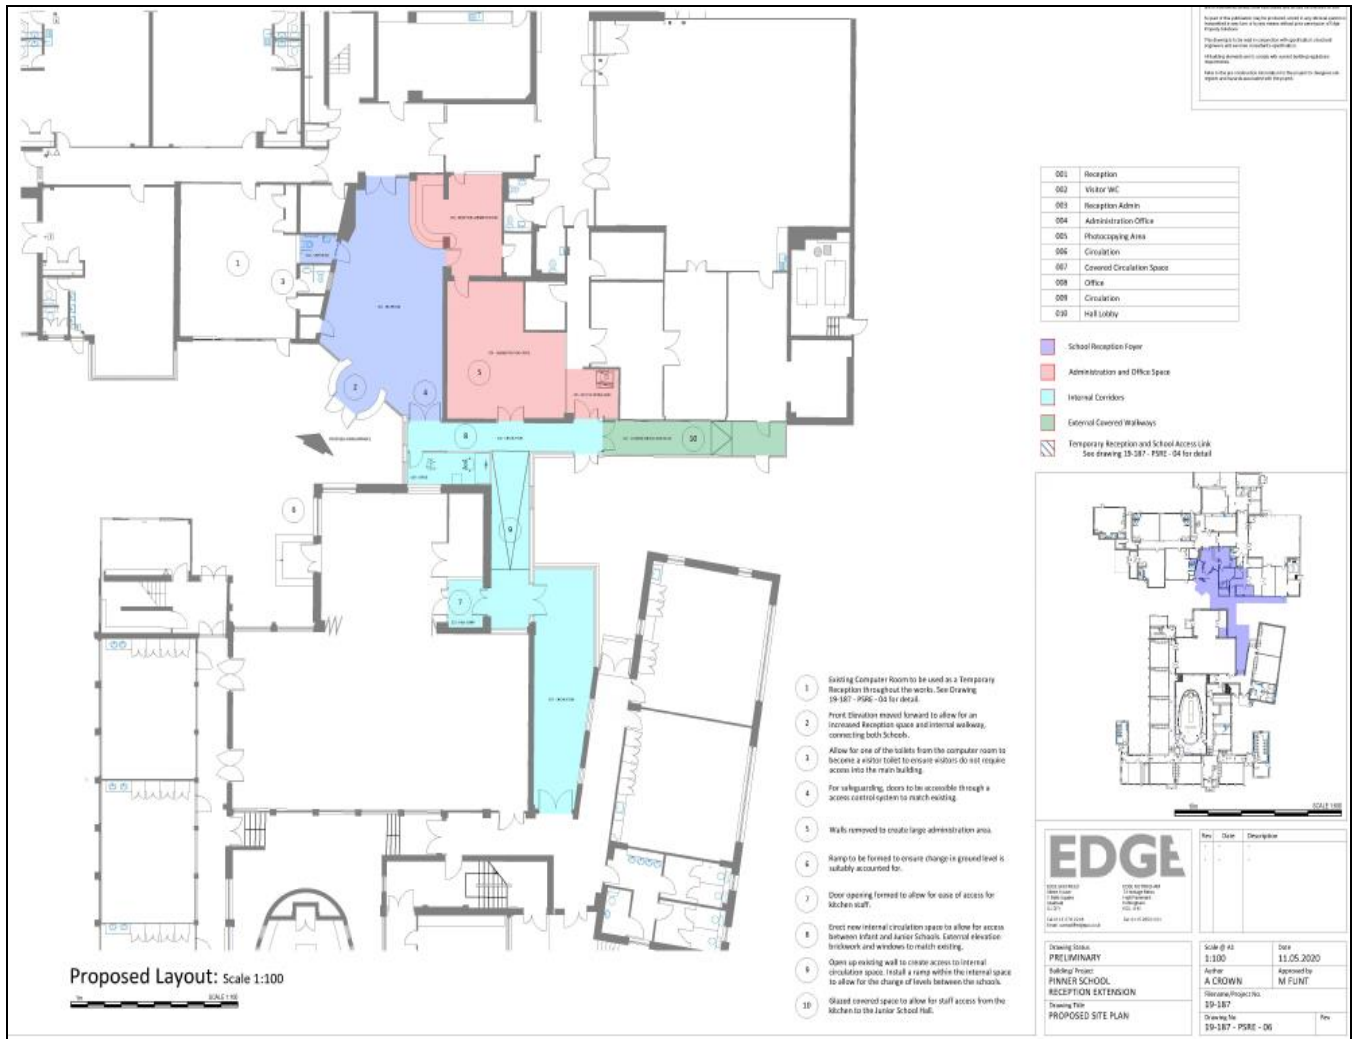 001 Reception
002 Visitor WC
003 Reception Admin
004 Administration Office
005 Photocopying Area
006 Circulation
007 Covered Circulation Space
008 Office
009 Circulation
010 Hall Lobby
School Reception Foyer
Administration and Office Space
Internal Corridors
External Covered Walkways
Temporary Reception and School Access Link
See drawing 19-187 - PSRE - 04 for detail
1
3
2
4
5
8
10
6
9
7
1 Existing Computer Room to be used as a Temporary
Reception throughout the works. See Drawing
19-187 - PSRE - 04 for detail.
2 Front Elevation moved forward to allow for an
increased Reception space and internal walkway,
connecting both Schools.
3 Allow for one of the toilets from the computer room to
become a visitor toilet to ensure visitors do not require
access into the main building.
4 For safeguarding, doors to be accessible through a
access control system to match existing.
5 Walls removed to create large administration area.
6 Ramp to be formed to ensure change in ground level is
suitably accounted for.
7 Door opening formed to allow for ease of access for
kitchen staff.
8 Erect new internal circulation space to allow for access
between Infant and Junior Schools. External elevation
brickwork and windows to match existing.
9 Open up existing wall to create access to internal
circulation space. Install a ramp within the internal space
to allow for the change of levels between the schools.
10 Glazed covered space to allow for staff access from the
kitchen to the Junior School Hall.
Proposed Layout: Scale 1:100
SCALE 1:100
EDGE
Rev Date Description
Drawing Status
PRELIMINARY
Building/ Project
PINNER SCHOOL
RECEPTION EXTENSION
Drawing Title
PROPOSED SITE PLAN
Scale @ A1
1:100
Date
11.05.2020
Author
A CROWN
Approved by
M FLINT
Filename/Project No.
19-187
Drawing No
19-187 - PSRE - 06
Rev